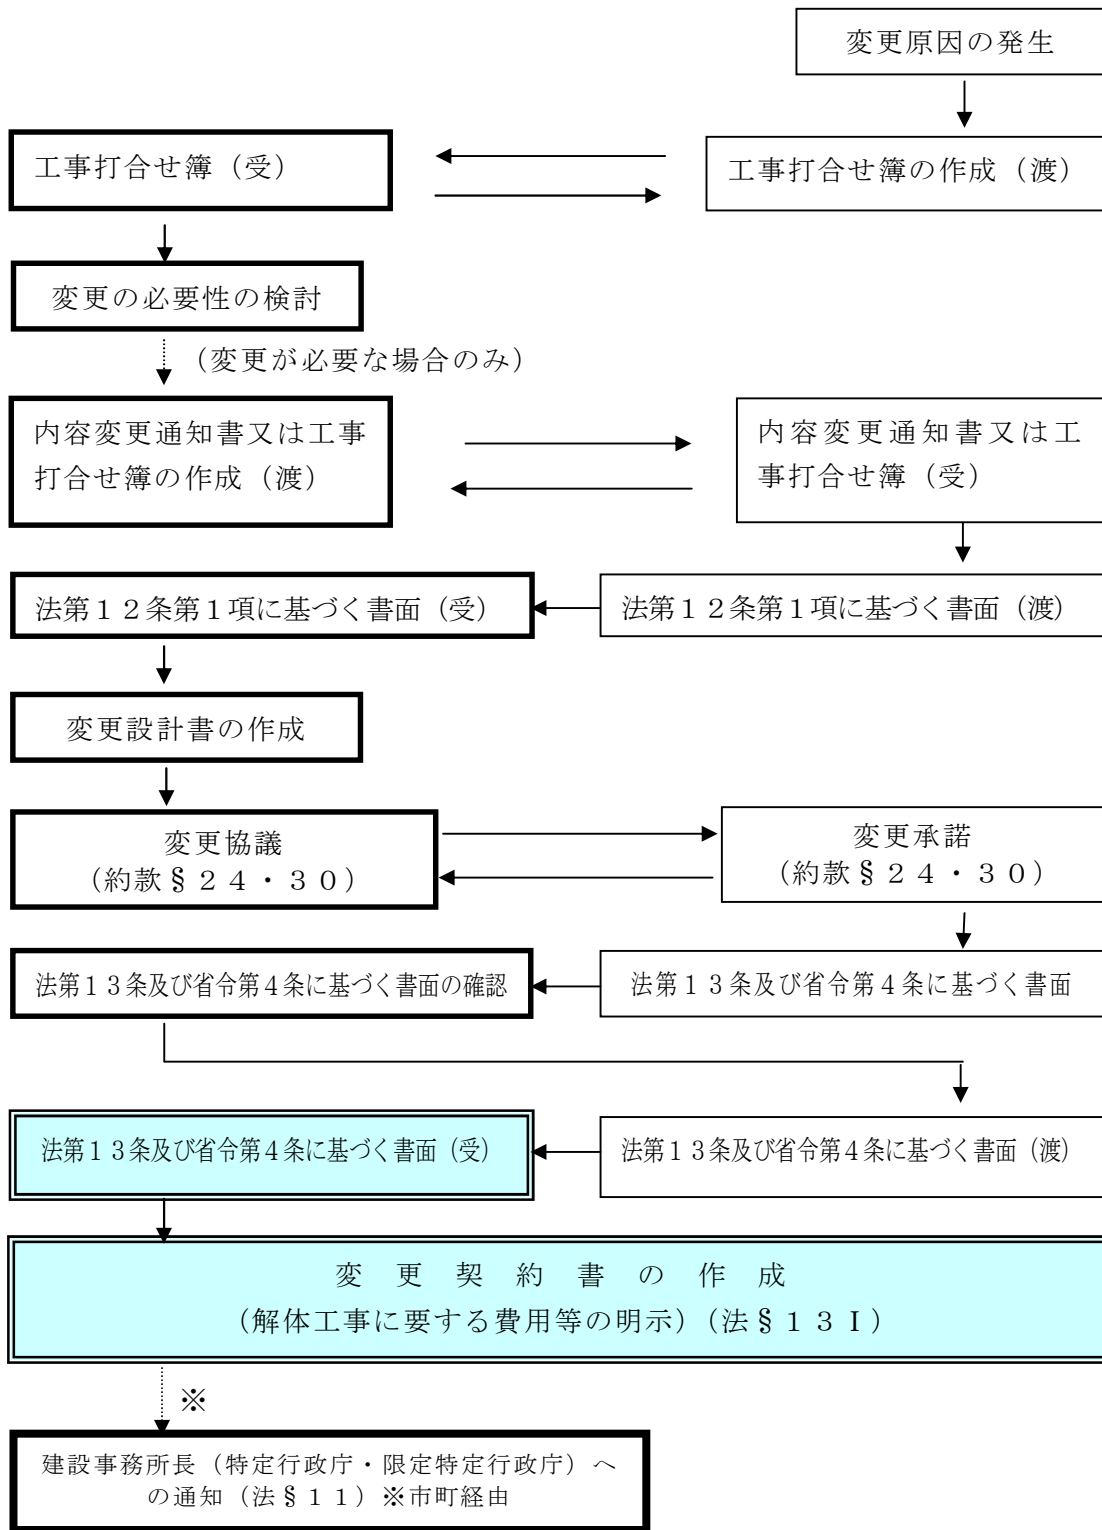 変更原因の発生
工事打合せ簿（受）
工事打合せ簿の作成（渡）
変更の必要性の検討
（変更が必要な場合のみ）
内容変更通知書又は工事
打合せ簿の作成（渡）
内容変更通知書又は工
事打合せ簿（受）
法第１２条第１項に基づく書面（受）
法第１２条第１項に基づく書面（渡）
変更設計書の作成
変更協議
（約款§２４・３０）
変更承諾
（約款§２４・３０）
法第１３条及び省令第４条に基づく書面の確認
法第１３条及び省令第４条に基づく書面
法第１３条及び省令第４条に基づく書面（受）
法第１３条及び省令第４条に基づく書面（渡）
変更契約書の作成
（解体工事に要する費用等の明示）（法§１３Ⅰ）
※
建設事務所長（特定行政庁・限定特定行政庁）へ
の通知（法§１１）※市町経由